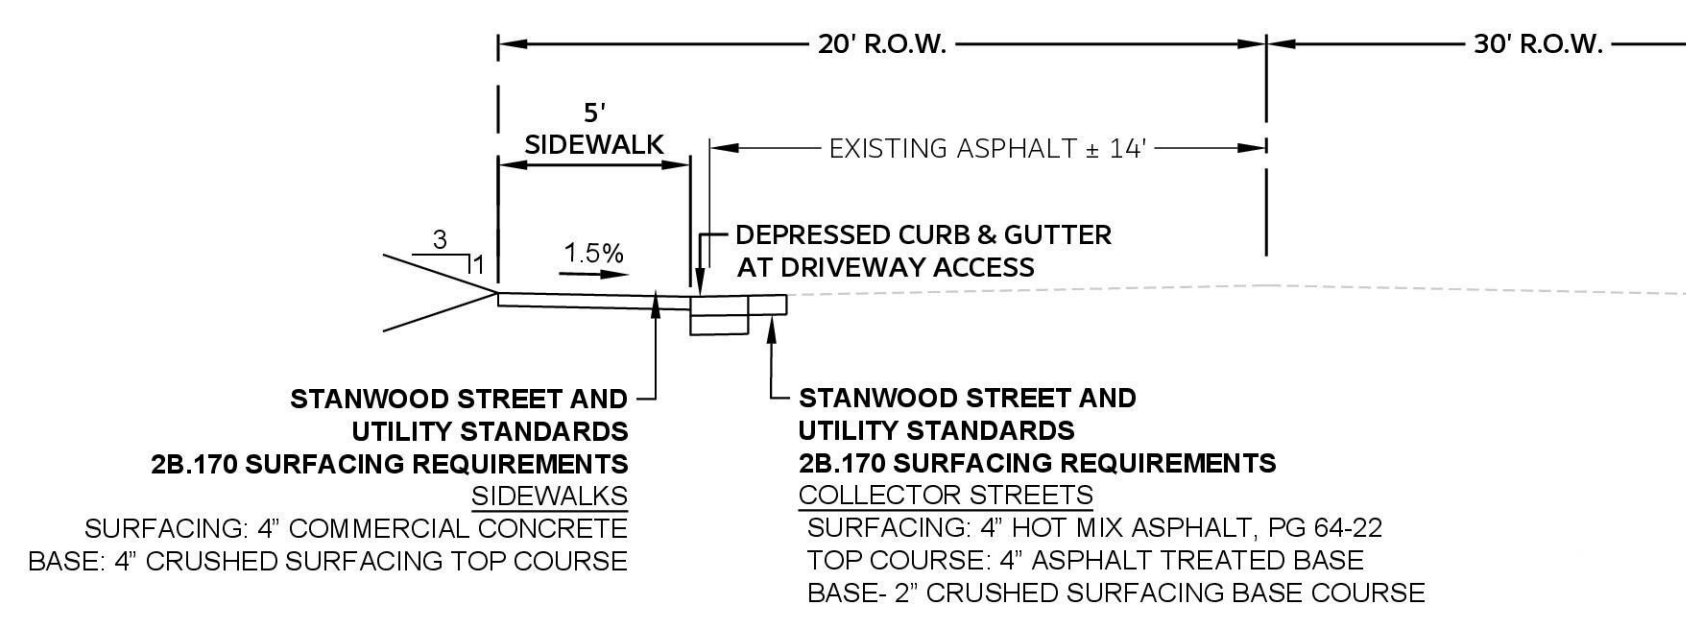 20' R.O.W.
30' R.O.W.
5'
SIDEWALK
EXISTING ASPHALT ± 14'
3
1
1.5%
DEPRESSED CURB & GUTTER
AT DRIVEWAY ACCESS
STANWOOD STREET AND
UTILITY STANDARDS
2B.170 SURFACING REQUIREMENTS
SIDEWALKS
SURFACING: 4” COMMERCIAL CONCRETE
BASE: 4” CRUSHED SURFACING TOP COURSE
STANWOOD STREET AND
UTILITY STANDARDS
2B.170 SURFACING REQUIREMENTS
COLLECTOR STREETS
SURFACING: 4” HOT MIX ASPHALT, PG 64-22
TOP COURSE: 4” ASPHALT TREATED BASE
BASE- 2” CRUSHED SURFACING BASE COURSE